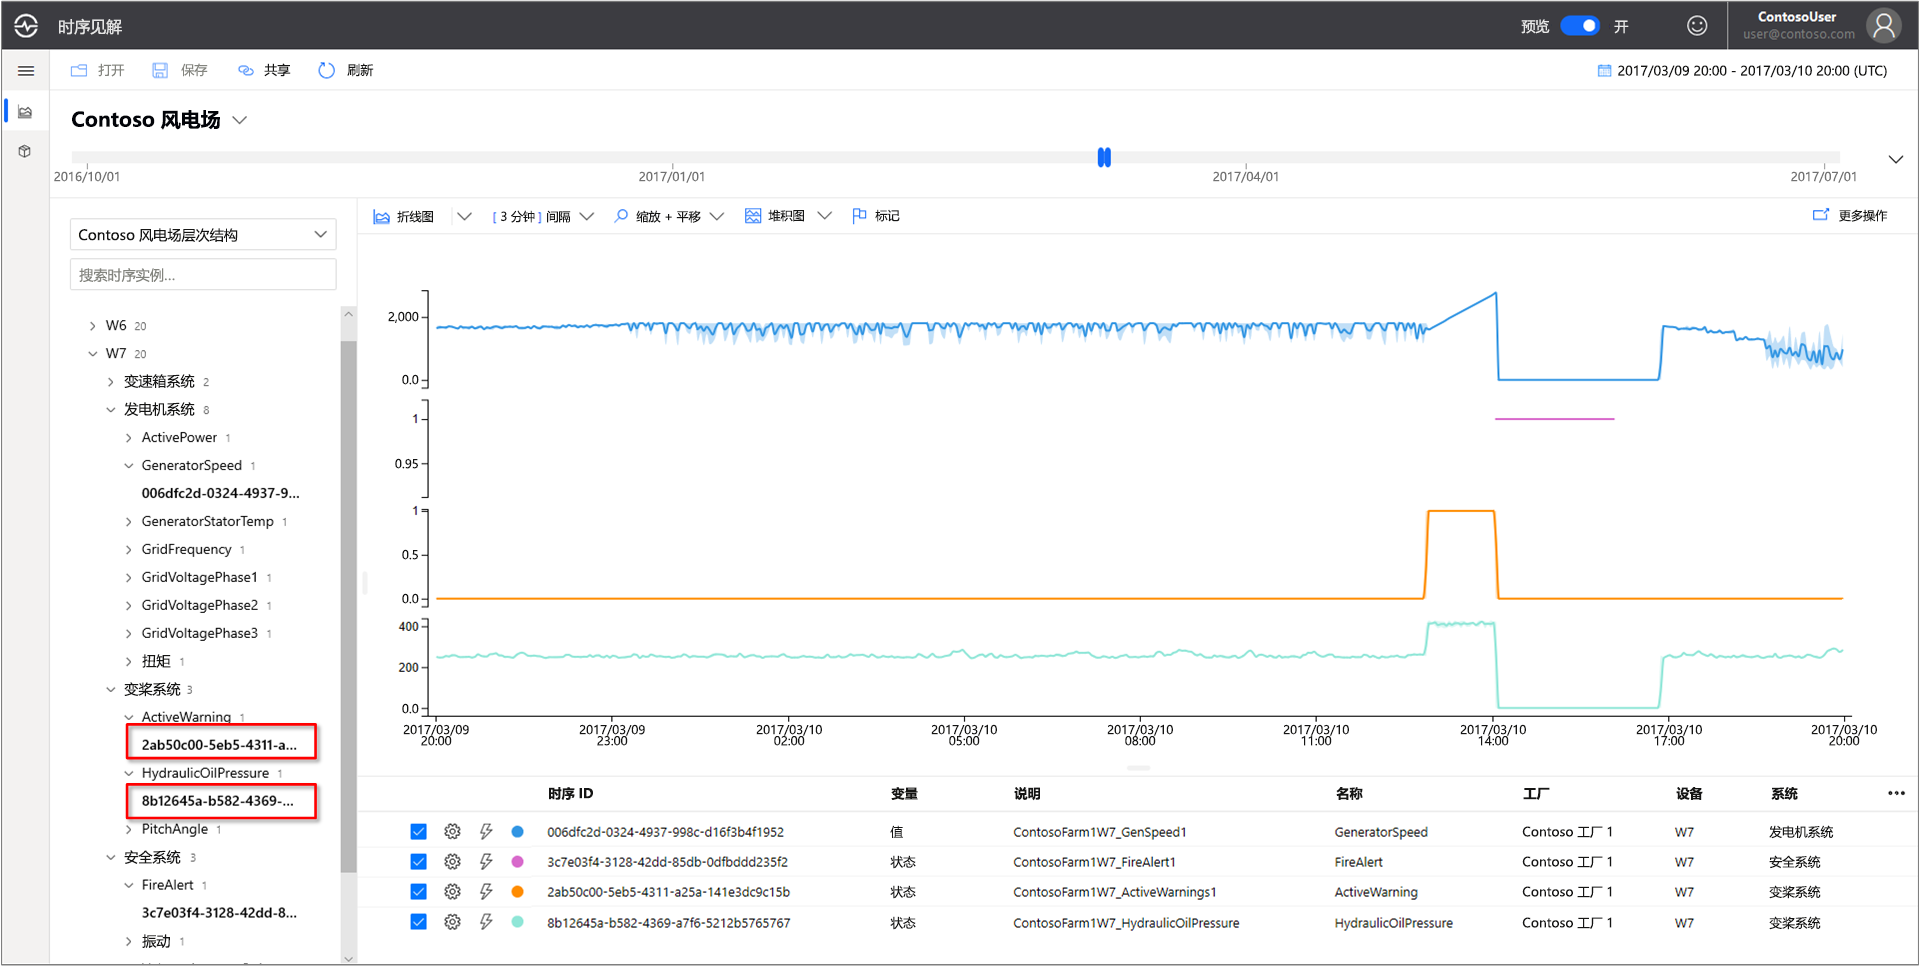 时序见解
预览 开
ContosoUser
user@contoso.com
打开 保存 共享 刷新
2017/03/09 20:00 - 2017/03/10 20:00 (UTC)
Contoso 风电场
2016/10/01 2017/01/01 2017/04/01 2017/07/01
Contoso 风电场层次结构
搜索时序实例...
W6 20
W7 20
变速箱系统 2
发电机系统 8
ActivePower 1
GeneratorSpeed 1
006dfc2d-0324-4937-9...
GeneratorStatorTemp 1
GridFrequency 1
GridVoltagePhase1 1
GridVoltagePhase2 1
GridVoltagePhase3 1
扭矩 1
变桨系统 3
ActiveWarning 1
2ab50c00-5eb5-4311-a...
HydraulicOilPressure 1
8b12645a-b582-4369-...
PitchAngle 1
安全系统 3
FireAlert 1
3c7e03f4-3128-42dd-8...
振动 1
折线图 [ 3 分钟 ] 间隔 缩放 + 平移 堆积图 标记 更多操作
2,000
0.0
1
0.95
1
0.5
0.0
400
200
0.0
2017/03/09 2017/03/09 2017/03/10 2017/03/10 2017/03/10 2017/03/10 2017/03/10 2017/03/10 2017/03/10
20:00 23:00 02:00 05:00 08:00 11:00 14:00 17:00 20:00
时序 ID 变量 说明 名称 工厂 设备 系统
006dfc2d-0324-4937-998c-d16f3b4f1952 值 ContosoFarm1W7_GenSpeed1 GeneratorSpeed Contoso 工厂 1 W7 发电机系统
3c7e03f4-3128-42dd-85db-0dfbddd235f2 状态 ContosoFarm1W7_FireAlert1 FireAlert Contoso 工厂 1 W7 安全系统
2ab50c00-5eb5-4311-a25a-141e3dc9c15b 状态 ContosoFarm1W7_ActiveWarnings1 ActiveWarning Contoso 工厂 1 W7 变桨系统
8b12645a-b582-4369-a7f6-5212b5765767 状态 ContosoFarm1W7_HydraulicOilPressure HydraulicOilPressure Contoso 工厂 1 W7 变桨系统